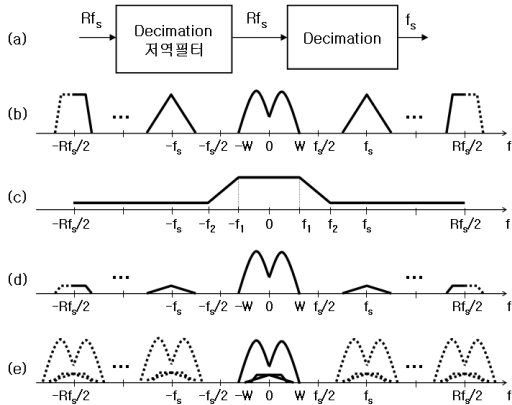 (a) Rfₛ Decimation 저역필터 Rfₛ Decimation fₛ
(b) ... ...
-Rfₛ/2 -fₛ -fₛ/2 -W 0 W fₛ/2 fₛ Rfₛ/2 f
(c)
-Rfₛ/2 -fₛ -f₂ -f₁ 0 f₁ f₂ fₛ Rfₛ/2 f
(d) ... ...
-Rfₛ/2 -fₛ -fₛ/2 -W 0 W fₛ/2 fₛ Rfₛ/2 f
(e) ... ...
-Rfₛ/2 -fₛ -fₛ/2 -W 0 W fₛ/2 fₛ Rfₛ/2 f